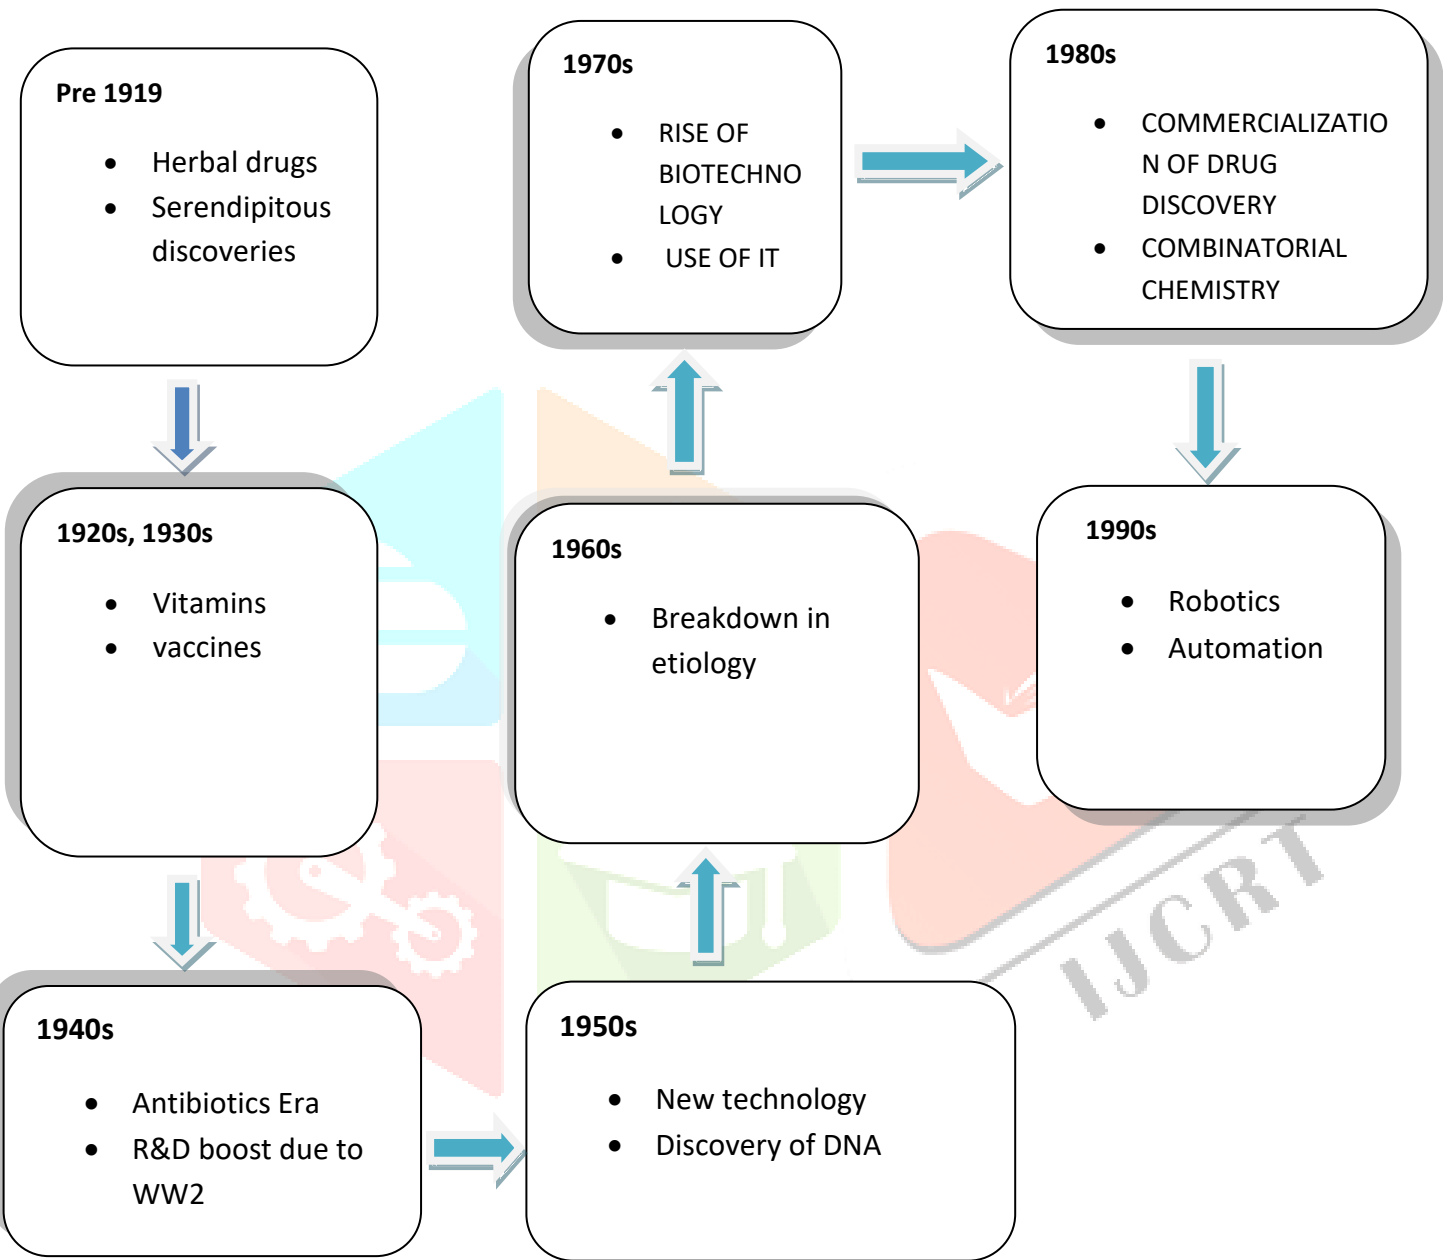 Pre 1919
• Herbal drugs
• Serendipitous
discoveries
1920s, 1930s
• Vitamins
• vaccines
1940s
• Antibiotics Era
• R&D boost due to
WW2
1950s
• New technology
• Discovery of DNA
1960s
• Breakdown in
etiology
1970s
• RISE OF
BIOTECHNO
LOGY
• USE OF IT
1980s
• COMMERCIALIZATIO
N OF DRUG
DISCOVERY
• COMBINATORIAL
CHEMISTRY
1990s
• Robotics
• Automation
IJCRT